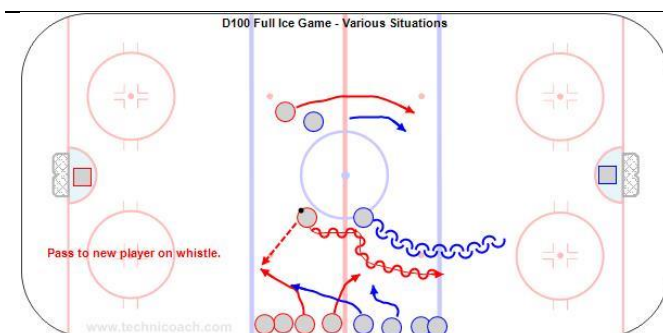 D100 Full Ice Game - Various Situations
Pass to new player on whistle.
www.technicoach.com